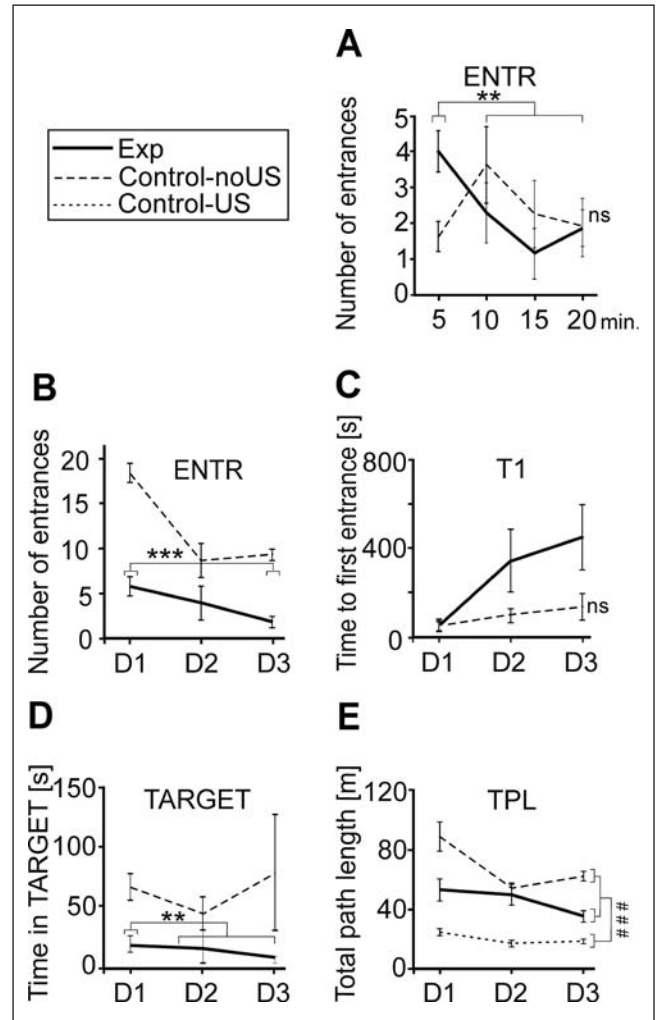 A
ENTR
**
Exp
Control-noUS
Control-US
Number of entrances
5
4
3
2
1
0
ns
5 10 15 20 min.
B
ENTR
Number of entrances
20
15
10
5
0
***
D1 D2 D3
C
T1
Time to first entrance [s]
800
400
0
ns
D1 D2 D3
D
TARGET
Time in TARGET [s]
150
100
50
0
**
D1 D2 D3
E
TPL
Total path length [m]
120
80
40
0
###
D1 D2 D3